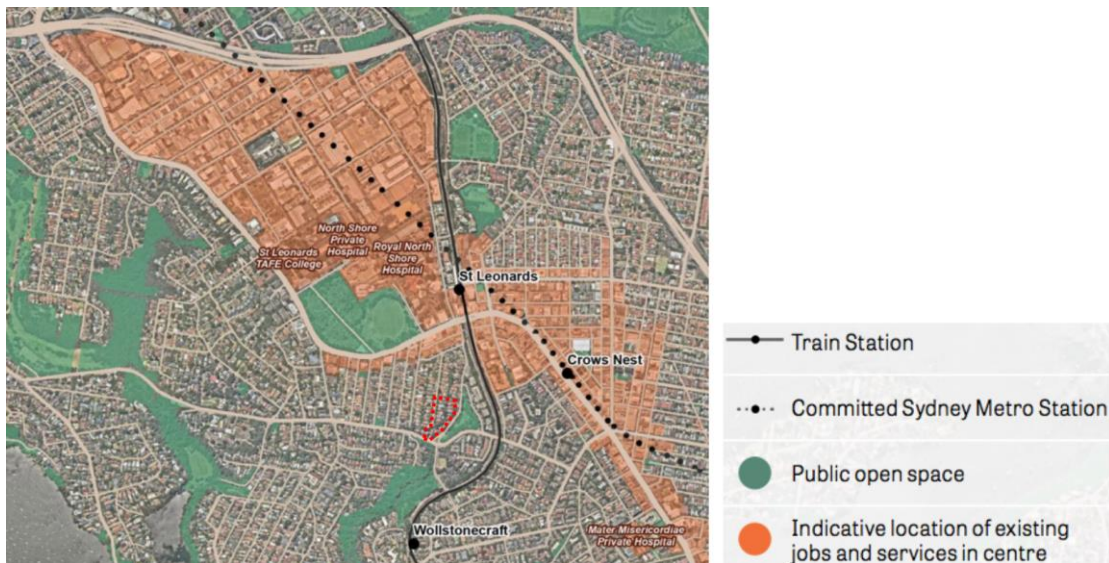 North Shore
Private
Hospital
St Leonards
TAFE College
Royal North
Shore
Hospital
St Leonards
Crows Nest
Wollstonecraft
Mater Misericordiae
Private Hospital
Train Station
Committed Sydney Metro Station
Public open space
Indicative location of existing
jobs and services in centre